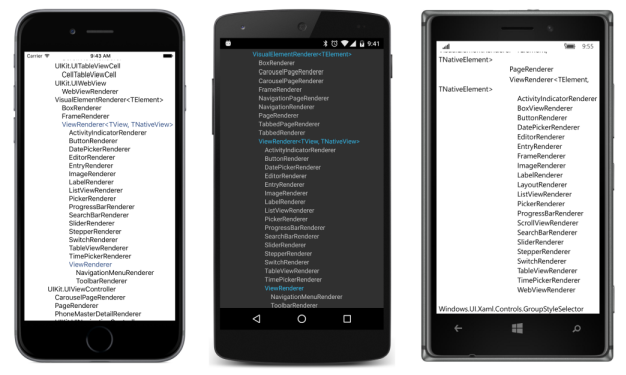 Carrier 9:43 AM
UIKit.UITableViewCell
CellTableViewCell
UIKit.UIWebView
WebViewRenderer
VisualElementRenderer<TElement>
BoxRenderer
FrameRenderer
ViewRenderer<TView, TNativeView>
ActivityIndicatorRenderer
ButtonRenderer
DatePickerRenderer
EditorRenderer
EntryRenderer
ImageRenderer
LabelRenderer
ListViewRenderer
PickerRenderer
ProgressBarRenderer
SearchBarRenderer
SliderRenderer
StepperRenderer
SwitchRenderer
TableViewRenderer
TimePickerRenderer
ViewRenderer
NavigationMenuRenderer
ToolbarRenderer
UIKit.UIViewController
CarouselPageRenderer
PageRenderer
PhoneMasterDetailRenderer
9:41
VisualElementRenderer<TElement>
BoxRenderer
CarouselPageRenderer
CarouselPageRenderer
FrameRenderer
NavigationPageRenderer
NavigationRenderer
PageRenderer
TabbedPageRenderer
TabbedRenderer
ViewRenderer<TView, TNativeView>
ActivityIndicatorRenderer
ButtonRenderer
DatePickerRenderer
EditorRenderer
EntryRenderer
ImageRenderer
LabelRenderer
ListViewRenderer
PickerRenderer
ProgressBarRenderer
SearchBarRenderer
SliderRenderer
StepperRenderer
SwitchRenderer
TableViewRenderer
TimePickerRenderer
ViewRenderer
NavigationMenuRenderer
ToolbarRenderer
9:55
TNativeElement>
PageRenderer
ViewRenderer<TElement,
TNativeElement>
ActivityIndicatorRenderer
BoxViewRenderer
ButtonRenderer
DatePickerRenderer
EditorRenderer
EntryRenderer
FrameRenderer
ImageRenderer
LabelRenderer
LayoutRenderer
ListViewRenderer
PickerRenderer
ProgressBarRenderer
ScrollViewRenderer
SearchBarRenderer
SliderRenderer
StepperRenderer
SwitchRenderer
TableViewRenderer
TimePickerRenderer
WebViewRenderer
Windows.UI.Xaml.Controls.GroupStyleSelector